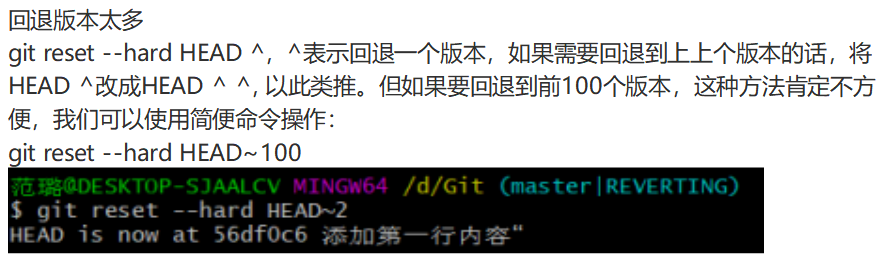 回退版本太多
git reset --hard HEAD ^，^表示回退一个版本，如果需要回退到上上个版本的话，将
HEAD ^改成HEAD ^ ^, 以此类推。但如果要回退到前100个版本，这种方法肯定不方
便，我们可以使用简便命令操作：
git reset --hard HEAD~100
范璐@DESKTOP-SJAALCV MINGW64 /d/Git (master|REVERTING)
$ git reset --hard HEAD~2
HEAD is now at 56df0c6 添加第一行内容“